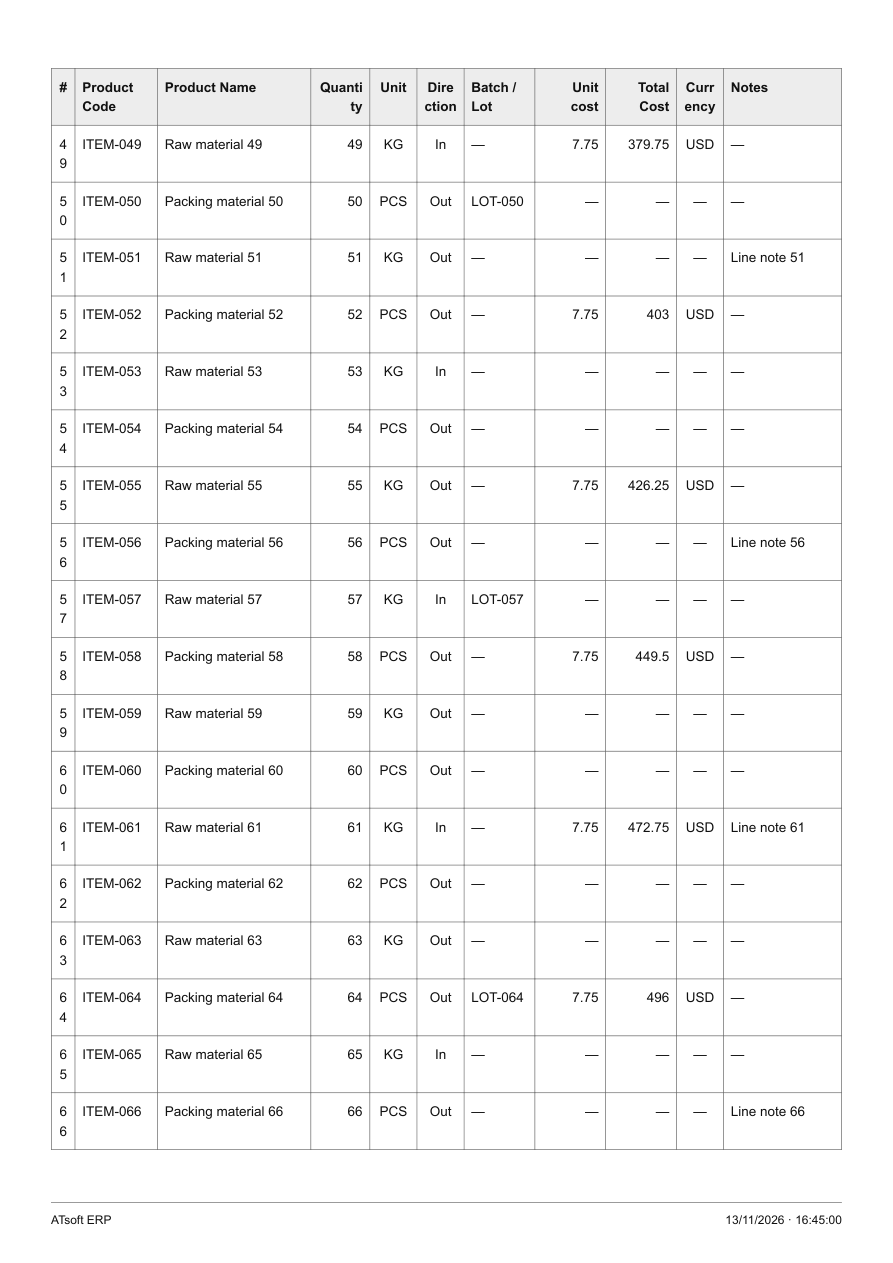 # Product Code Product Name Quantity Unit Direction Batch / Lot Unit cost Total Cost Currency Notes
49 ITEM-049 Raw material 49 49 KG In — 7.75 379.75 USD —
50 ITEM-050 Packing material 50 50 PCS Out LOT-050 — — — —
51 ITEM-051 Raw material 51 51 KG Out — — — — Line note 51
52 ITEM-052 Packing material 52 52 PCS Out — 7.75 403 USD —
53 ITEM-053 Raw material 53 53 KG In — — — — —
54 ITEM-054 Packing material 54 54 PCS Out — — — — —
55 ITEM-055 Raw material 55 55 KG Out — 7.75 426.25 USD —
56 ITEM-056 Packing material 56 56 PCS Out — — — — Line note 56
57 ITEM-057 Raw material 57 57 KG In LOT-057 — — — —
58 ITEM-058 Packing material 58 58 PCS Out — 7.75 449.5 USD —
59 ITEM-059 Raw material 59 59 KG Out — — — — —
60 ITEM-060 Packing material 60 60 PCS Out — — — — —
61 ITEM-061 Raw material 61 61 KG In — 7.75 472.75 USD Line note 61
62 ITEM-062 Packing material 62 62 PCS Out — — — — —
63 ITEM-063 Raw material 63 63 KG Out — — — — —
64 ITEM-064 Packing material 64 64 PCS Out LOT-064 7.75 496 USD —
65 ITEM-065 Raw material 65 65 KG In — — — — —
66 ITEM-066 Packing material 66 66 PCS Out — — — — Line note 66
ATsoft ERP 13/11/2026 · 16:45:00